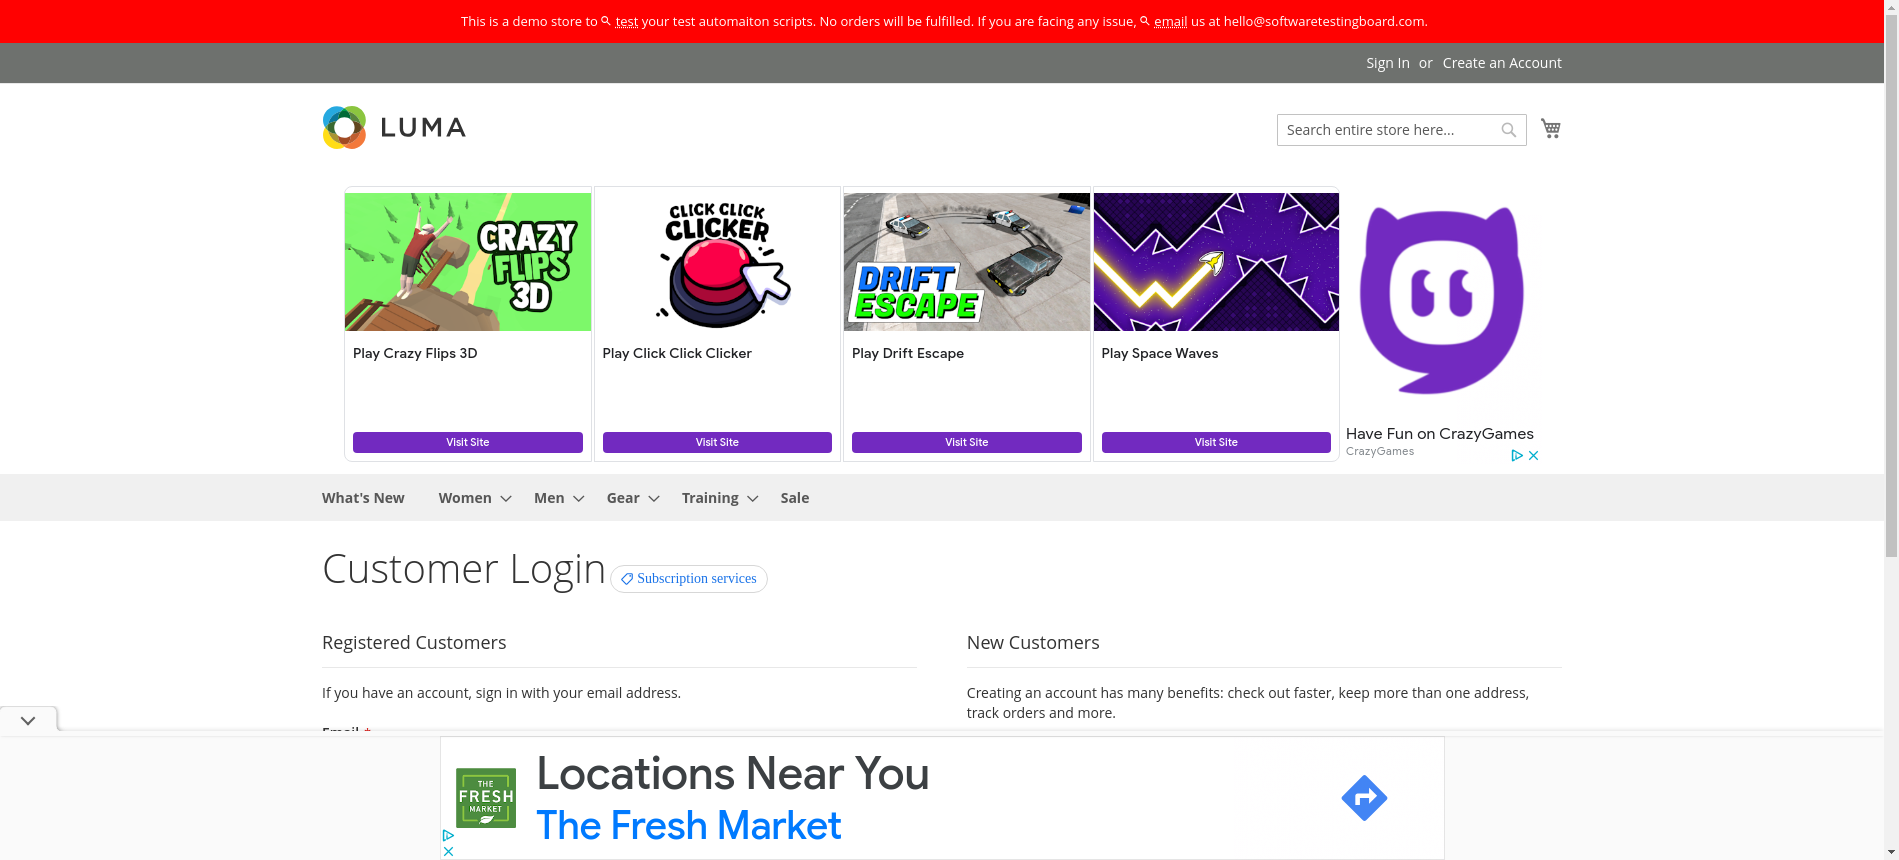 This is a demo store to test your test automaiton scripts. No orders will be fulfilled. If you are facing any issue, email us at hello@softwaretestingboard.com.
Sign In or Create an Account
LUMA
Search entire store here...
CRAZY
FLIPS
3D
CLICK CLICK
CLICKER
DRIFT
ESCAPE
Play Crazy Flips 3D
Play Click Click Clicker
Play Drift Escape
Play Space Waves
Visit Site
Visit Site
Visit Site
Visit Site
Have Fun on CrazyGames
CrazyGames
What's New Women Men Gear Training Sale
Customer Login
Subscription services
Registered Customers
If you have an account, sign in with your email address.
Email *
New Customers
Creating an account has many benefits: check out faster, keep more than one address,
track orders and more.
THE
FRESH
MARKET
Locations Near You
The Fresh Market